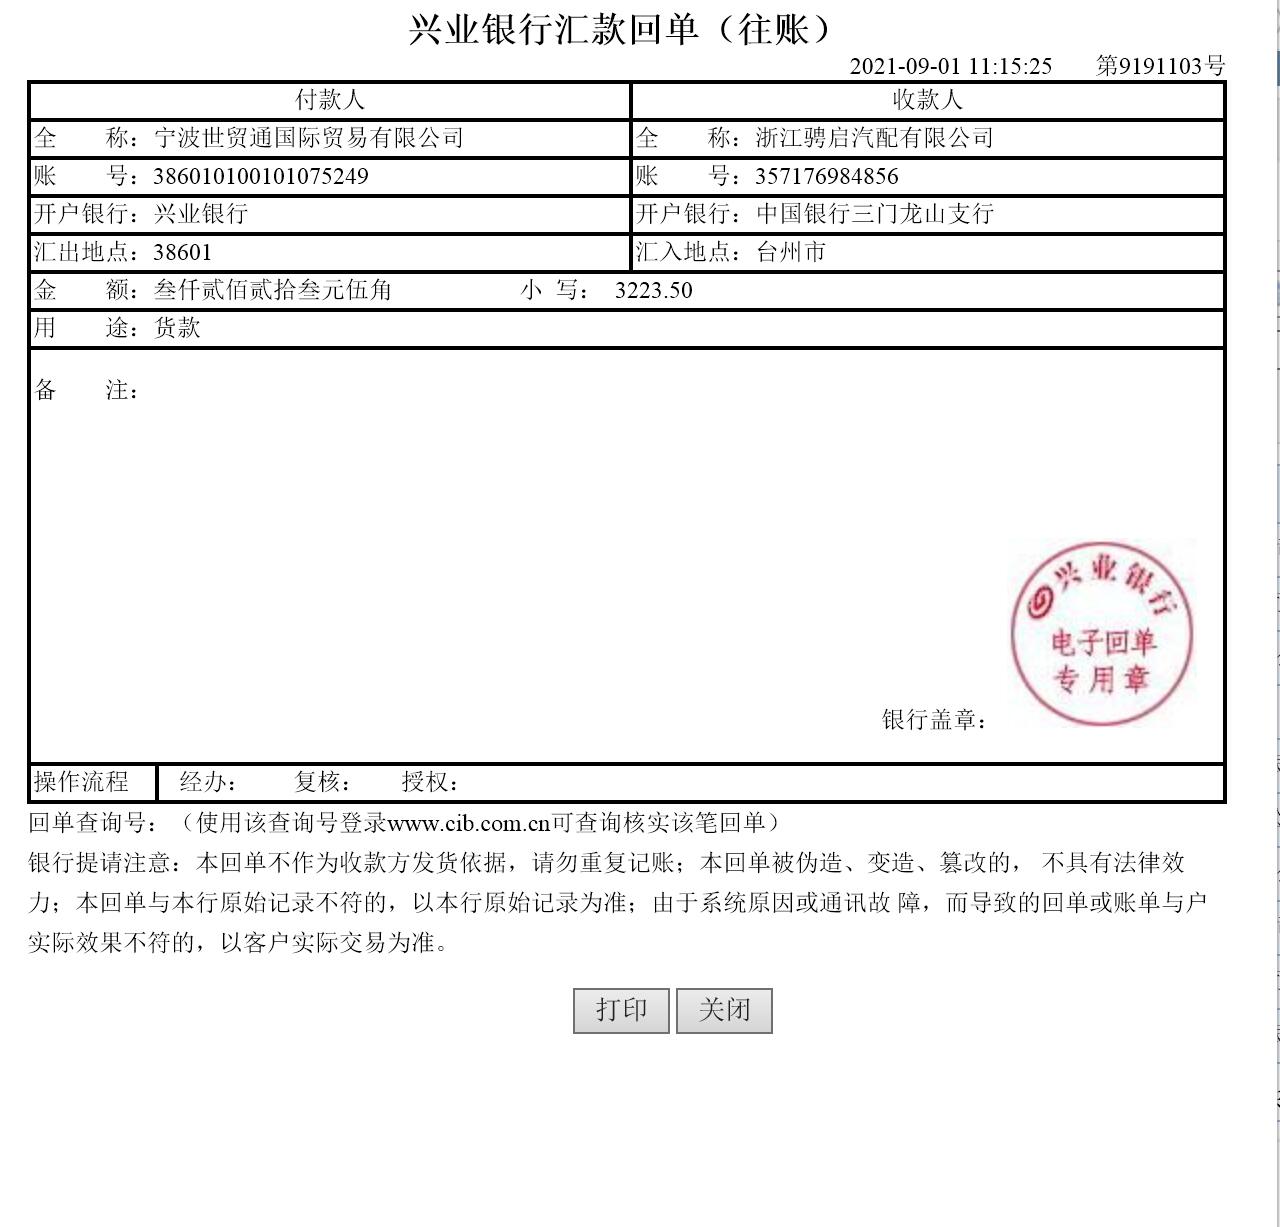 兴业银行汇款回单（往账）
2021-09-01 11:15:25 第9191103号
付款人 收款人
全 称：宁波世贸通国际贸易有限公司 全 称：浙江骋启汽配有限公司
账 号：386010100101075249 账 号：357176984856
开户银行：兴业银行 开户银行：中国银行三门龙山支行
汇出地点：38601 汇入地点：台州市
金 额：叁仟贰佰贰拾叁元伍角 小 写： 3223.50
用 途：货款
备 注：
兴业银行
电子回单
专用章
银行盖章：
操作流程 经办： 复核： 授权：
回单查询号：（使用该查询号登录www.cib.com.cn可查询核实该笔回单）
银行提请注意：本回单不作为收款方发货依据，请勿重复记账；本回单被伪造、变造、篡改的， 不具有法律效
力；本回单与本行原始记录不符的，以本行原始记录为准；由于系统原因或通讯故 障，而导致的回单或账单与户
实际效果不符的，以客户实际交易为准。
打印 关闭